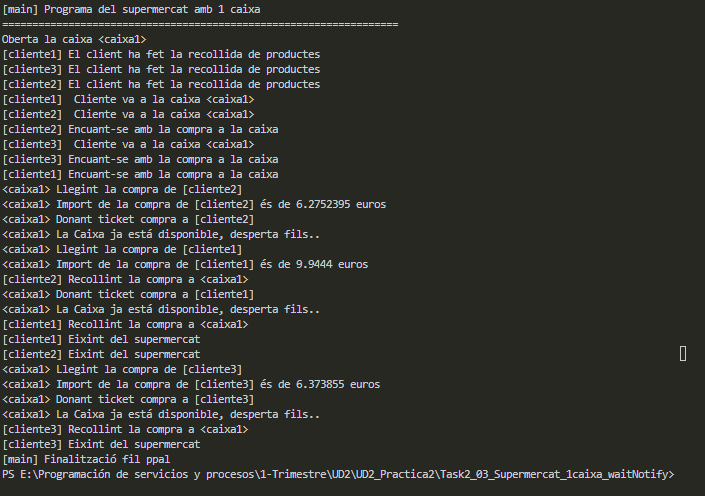 [main] Programa del supermercat amb 1 caixa
==================================================================
Oberta la caixa <caixa1>
[cliente1] El client ha fet la recollida de productes
[cliente3] El client ha fet la recollida de productes
[cliente2] El client ha fet la recollida de productes
[cliente1]  Cliente va a la caixa <caixa1>
[cliente2]  Cliente va a la caixa <caixa1>
[cliente2] Encuant-se amb la compra a la caixa
[cliente3]  Cliente va a la caixa <caixa1>
[cliente3] Encuant-se amb la compra a la caixa
[cliente1] Encuant-se amb la compra a la caixa
<caixa1> Llegint la compra de [cliente2]
<caixa1> Import de la compra de [cliente2] és de 6.2752395 euros
<caixa1> Donant ticket compra a [cliente2]
<caixa1> La Caixa ja está disponible, desperta fils..
<caixa1> Llegint la compra de [cliente1]
<caixa1> Import de la compra de [cliente1] és de 9.9444 euros
[cliente2] Recollint la compra a <caixa1>
<caixa1> Donant ticket compra a [cliente1]
<caixa1> La Caixa ja está disponible, desperta fils..
[cliente1] Recollint la compra a <caixa1>
[cliente1] Eixint del supermercat
[cliente2] Eixint del supermercat
<caixa1> Llegint la compra de [cliente3]
<caixa1> Import de la compra de [cliente3] és de 6.373855 euros
<caixa1> Donant ticket compra a [cliente3]
<caixa1> La Caixa ja está disponible, desperta fils..
[cliente3] Recollint la compra a <caixa1>
[cliente3] Eixint del supermercat
[main] Finalització fil ppal
PS E:\Programación de servicios y procesos\1-Trimestre\UD2\UD2_Practica2\Task2_03_Supermercat_1caixa_waitNotify>